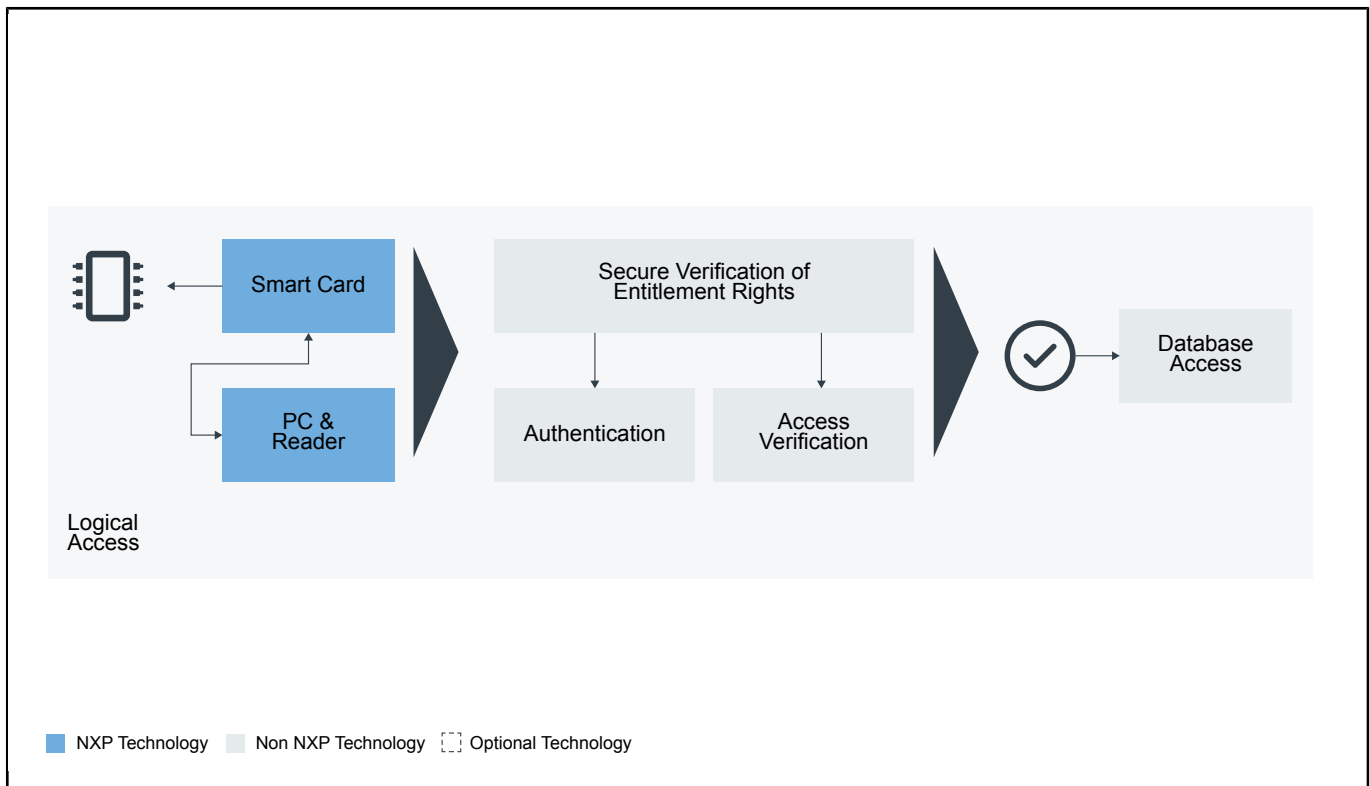 Smart Card
PC &
Reader
Secure Verification of
Entitlement Rights
Authentication
Access
Verification
Database
Access
Logical
Access
NXP Technology
Non NXP Technology
Optional Technology